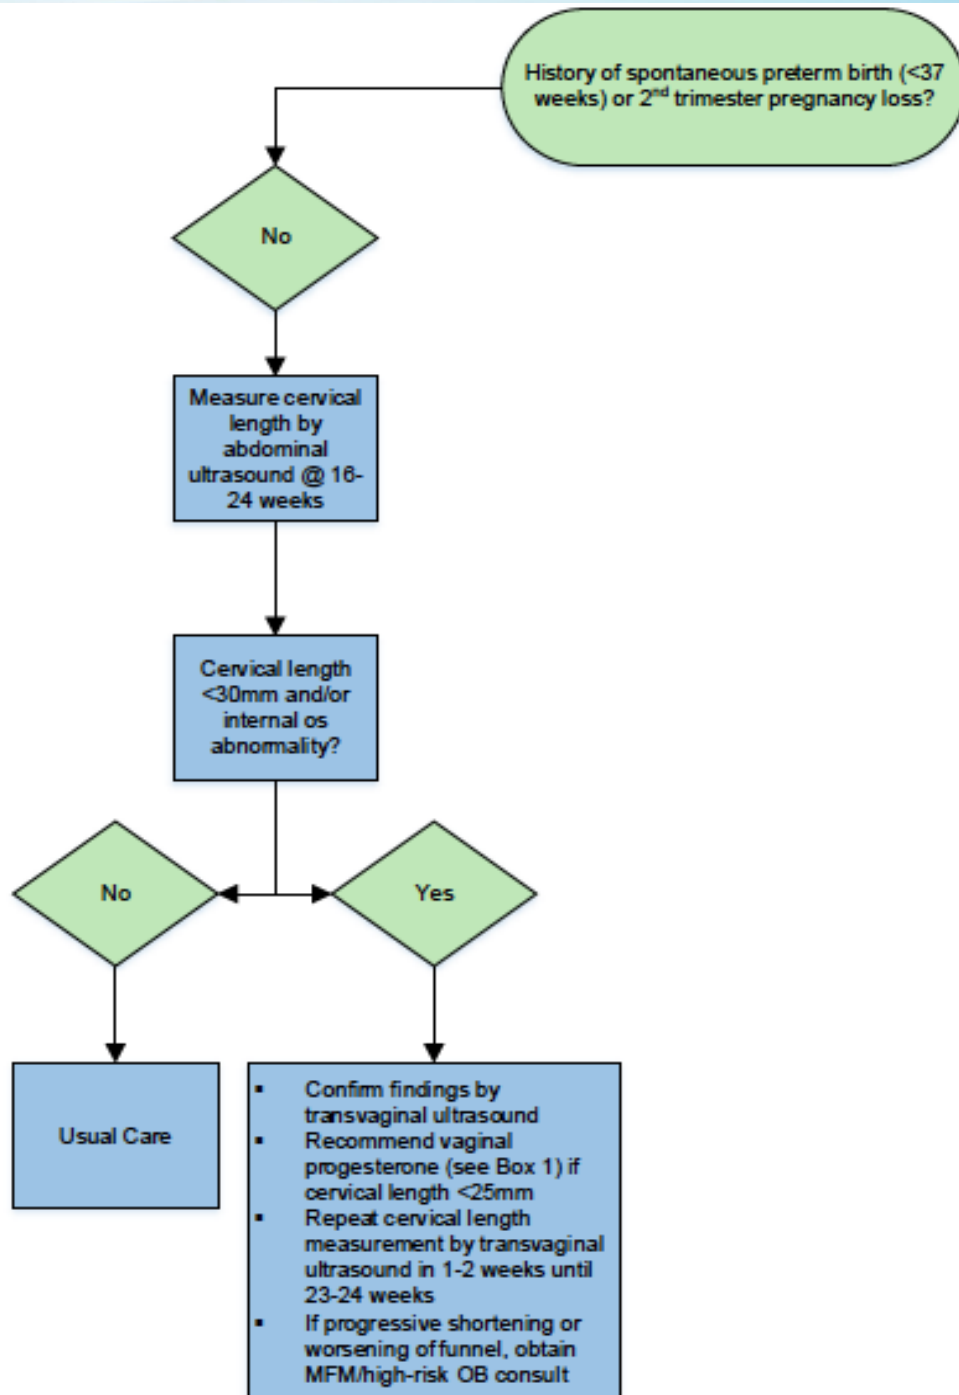 History of spontaneous preterm birth (<37
weeks) or 2nd trimester pregnancy loss?
No
Measure cervical
length by
abdominal
ultrasound @ 16-
24 weeks
Cervical length
<30mm and/or
internal os
abnormality?
No
Yes
Usual Care
▪ Confirm findings by
transvaginal ultrasound
▪ Recommend vaginal
progesterone (see Box 1) if
cervical length <25mm
▪ Repeat cervical length
measurement by transvaginal
ultrasound in 1-2 weeks until
23-24 weeks
▪ If progressive shortening or
worsening of funnel, obtain
MFM/high-risk OB consult